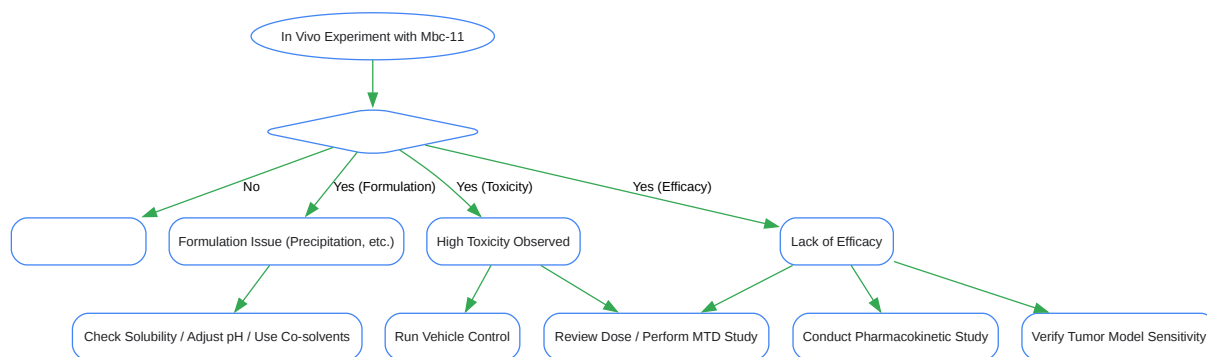 In Vivo Experiment with Mbc-11
No
Yes (Formulation)
Yes (Toxicity)
Yes (Efficacy)
Formulation Issue (Precipitation, etc.)
High Toxicity Observed
Lack of Efficacy
Check Solubility / Adjust pH / Use Co-solvents
Run Vehicle Control
Review Dose / Perform MTD Study
Conduct Pharmacokinetic Study
Verify Tumor Model Sensitivity